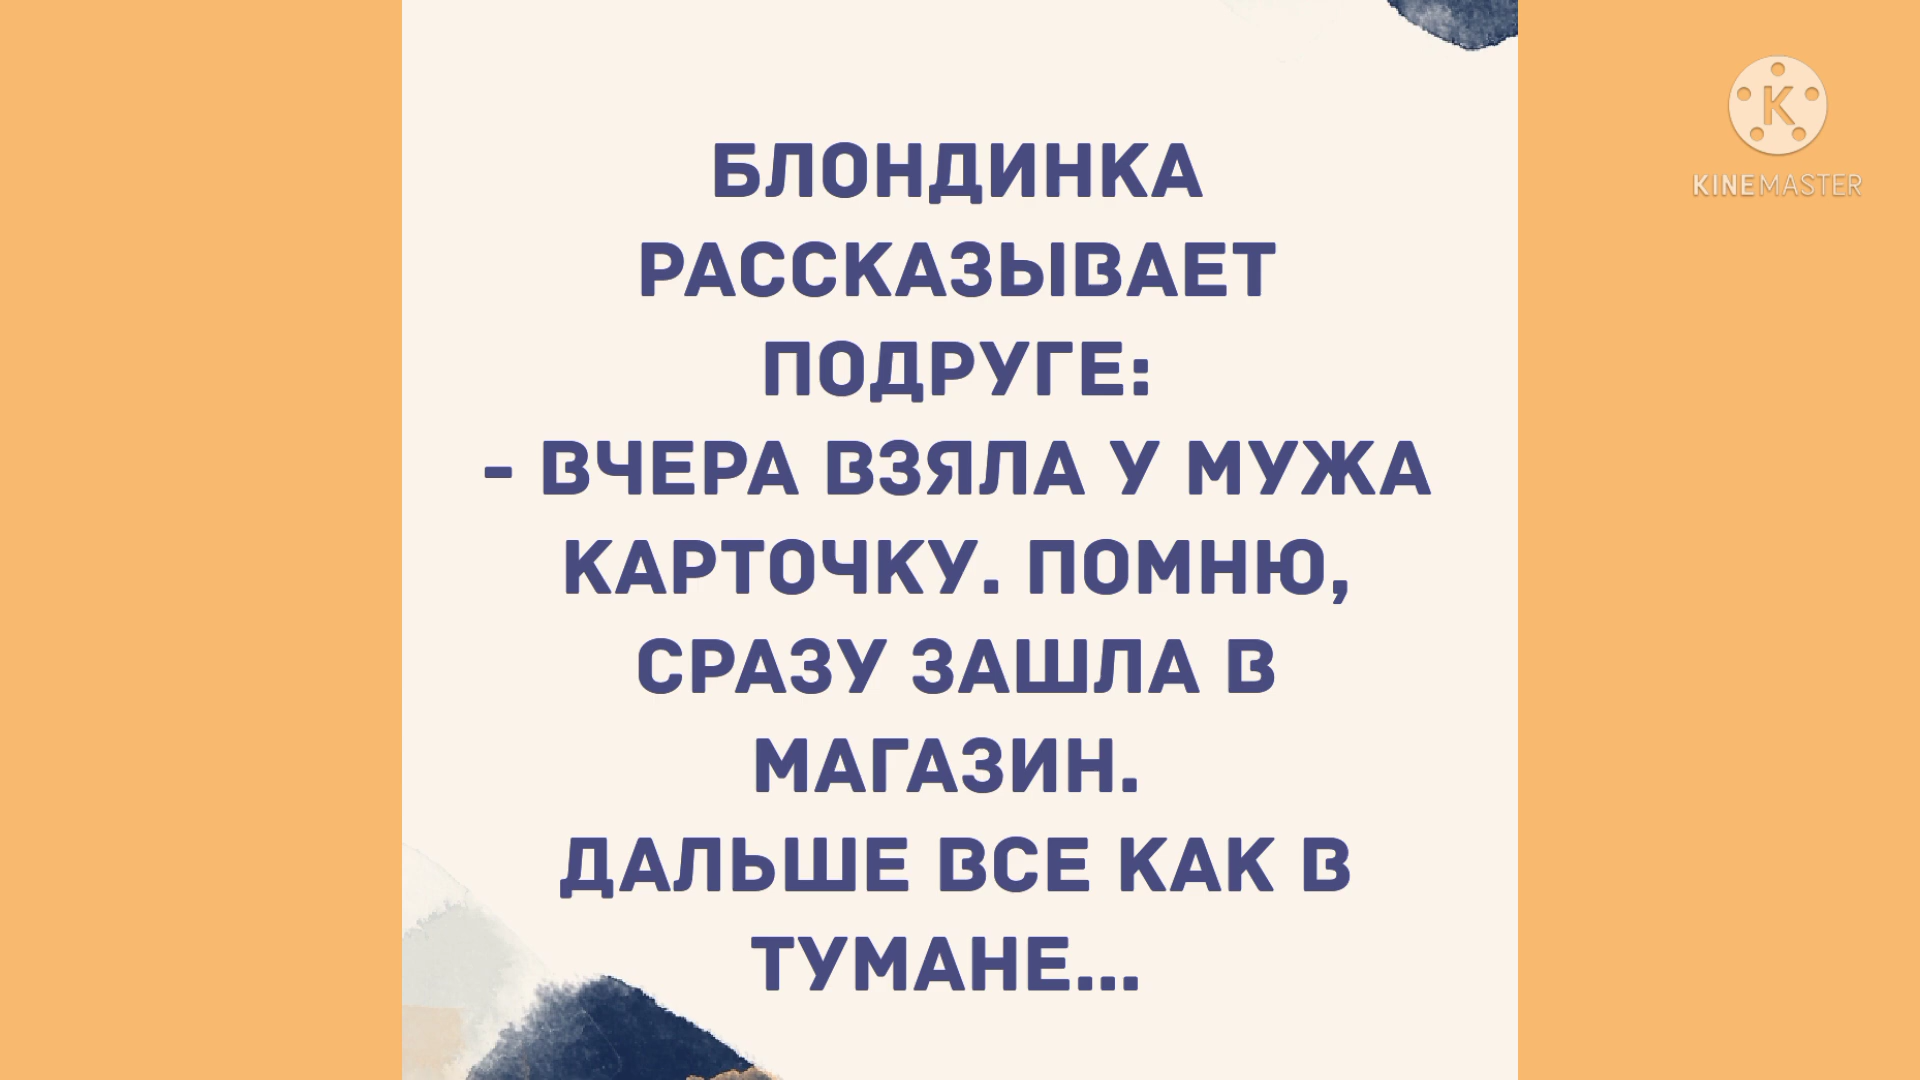 БЛОНДИНКА
РАССКАЗЫВАЕТ
ПОДРУГЕ:
- ВЧЕРА ВЗЯЛА У МУЖА
КАРТОЧКУ. ПОМНЮ,
СРАЗУ ЗАШЛА В
МАГАЗИН.
ДАЛЬШЕ ВСЕ КАК В
ТУМАНЕ...
K
KINEMASTER